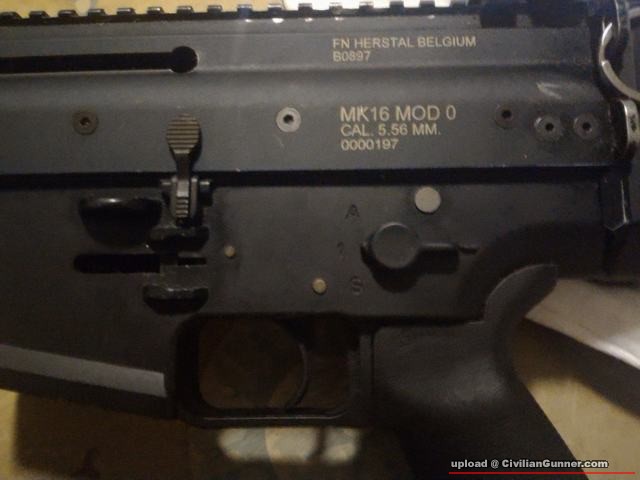 FN HERSTAL BELGIUM
B0897
MK16 MOD 0
CAL. 5.56 MM.
0000197
A
1
S
upload @ CivilianGunner.com